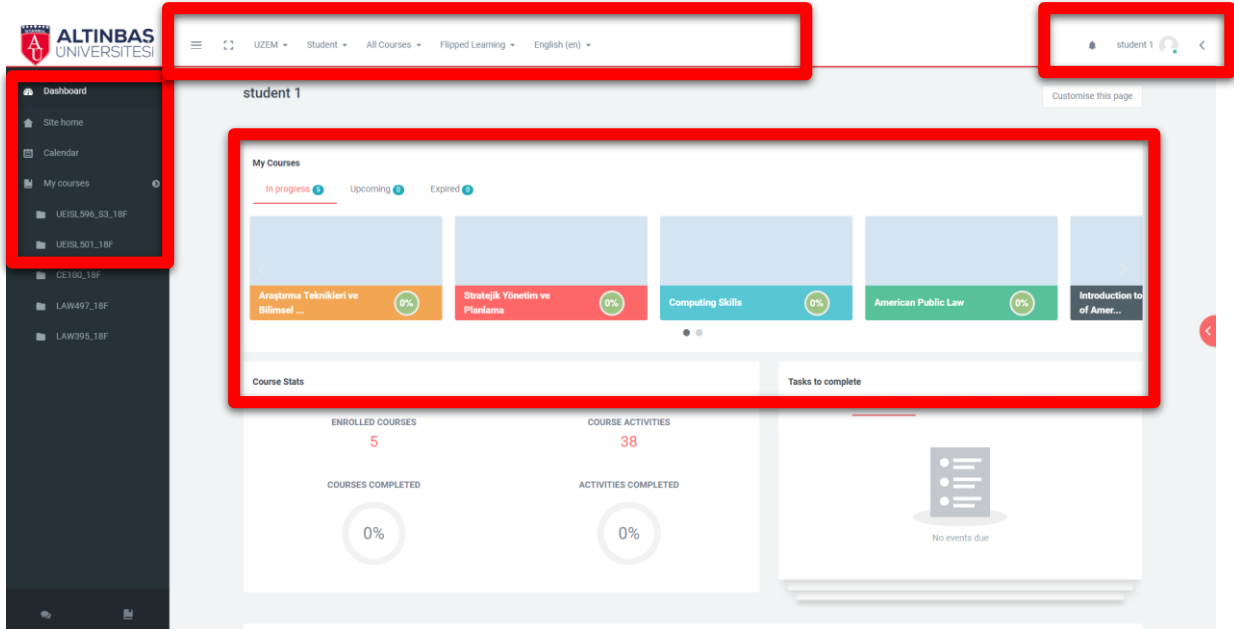 ALTINBAS
ÜNİVERSİTESİ
UZEM Student All Courses Flipped Learning English (en)
student 1
Dashboard
Site home
Calendar
My courses
UEISL596_S3_18F
UEISL501_18F
CE100_18F
LAW497_18F
LAW395_18F
student 1
Customise this page
My Courses
In progress 5 Upcoming 0 Expired 0
Araştırma Teknikleri ve
Bilimsel ...
0%
Stratejik Yönetim ve
Planlama
0%
Computing Skills
0%
American Public Law
0%
Introduction to
of Amer...
Course Stats
ENROLLED COURSES
5
COURSE ACTIVITIES
38
COURSES COMPLETED
0%
ACTIVITIES COMPLETED
0%
Tasks to complete
No events due